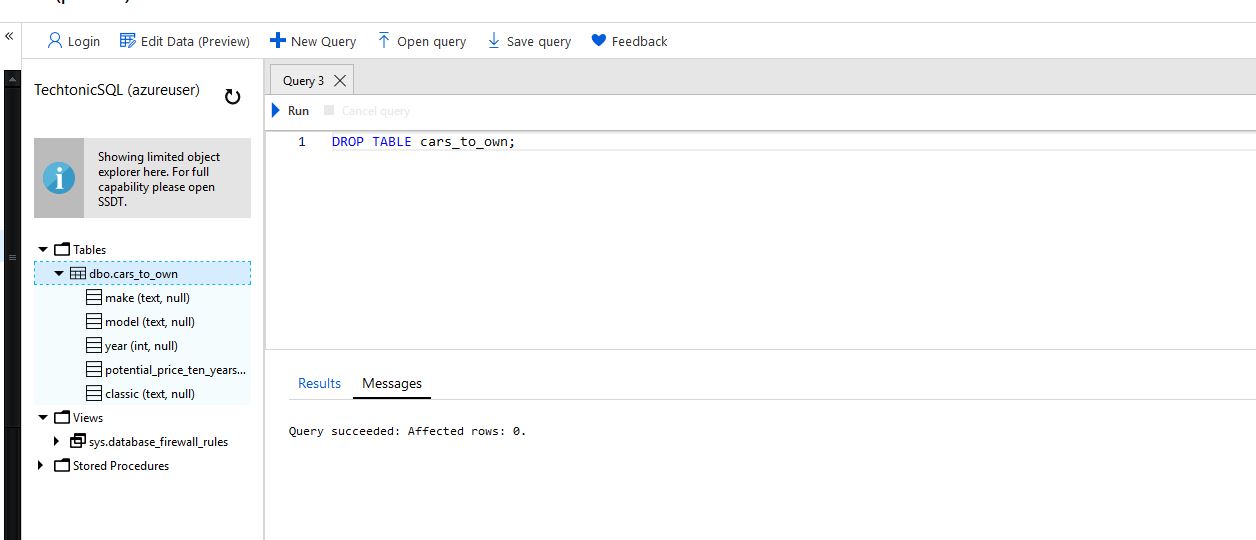 Login Edit Data (Preview) New Query Open query Save query Feedback
TechtonicSQL (azureuser)
Showing limited object
explorer here. For full
capability please open
SSDT.
Tables
dbo.cars_to_own
make (text, null)
model (text, null)
year (int, null)
potential_price_ten_years...
classic (text, null)
Views
sys.database_firewall_rules
Stored Procedures
Query 3
Run Cancel query
1 DROP TABLE cars_to_own;
Results Messages
Query succeeded: Affected rows: 0.